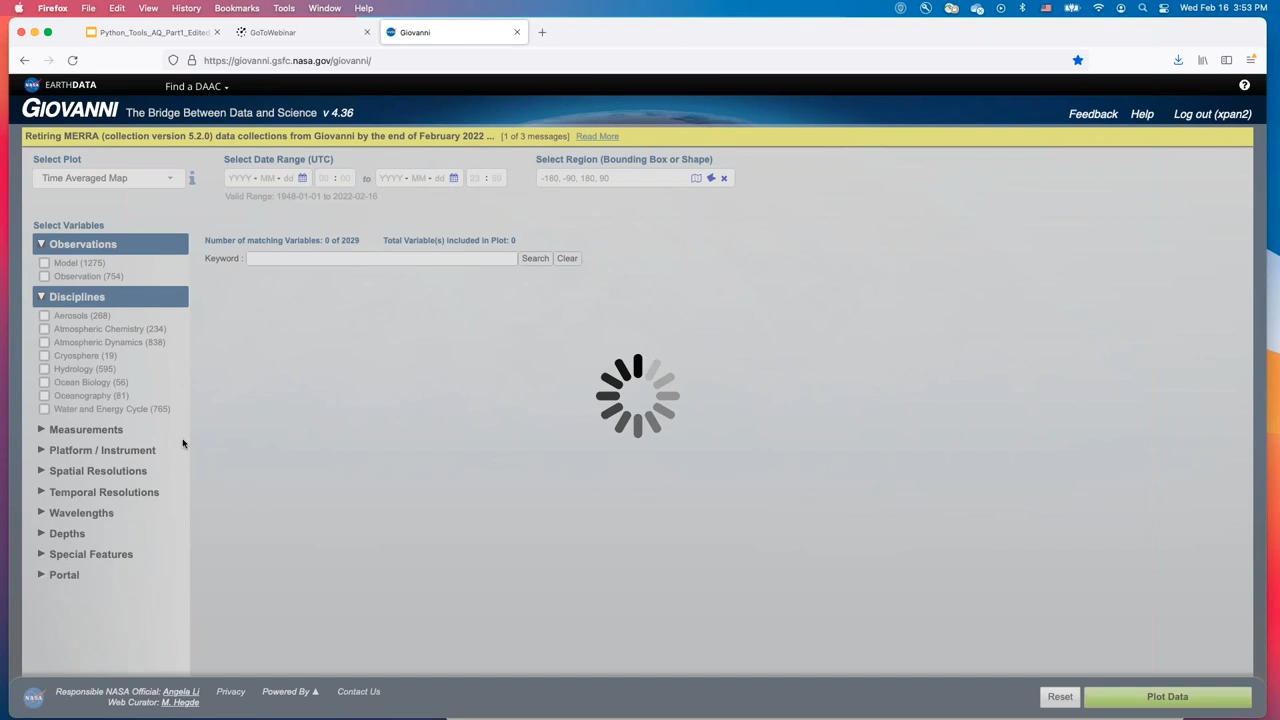 Firefox File Edit View History Bookmarks Tools Window Help Wed Feb 16 3:53 PM
Python_Tools_AQ_Part1_Edited GoToWebinar Giovanni
https://giovanni.gsfc.nasa.gov/giovanni/
EARTHDATA Find a DAAC
GIOVANNI The Bridge Between Data and Science v 4.36 Feedback Help Log out (xpan2)
Retiring MERRA (collection version 5.2.0) data collections from Giovanni by the end of February 2022 ... [1 of 3 messages] Read More
Select Plot Select Date Range (UTC) Select Region (Bounding Box or Shape)
Time Averaged Map YYYY - MM - dd 00 : 00 to YYYY - MM - dd 23 : 59 -180, -90, 180, 90
Valid Range: 1948-01-01 to 2022-02-16
Select Variables
Observations Number of matching Variables: 0 of 2029 Total Variable(s) included in Plot: 0
Keyword : Search Clear
Model (1275)
Observation (754)
Disciplines
Aerosols (268)
Atmospheric Chemistry (234)
Atmospheric Dynamics (838)
Cryosphere (19)
Hydrology (595)
Ocean Biology (56)
Oceanography (81)
Water and Energy Cycle (765)
Measurements
Platform / Instrument
Spatial Resolutions
Temporal Resolutions
Wavelengths
Depths
Special Features
Portal
Responsible NASA Official: Angela Li Privacy Powered By Contact Us Reset Plot Data
Web Curator: M. Hegde